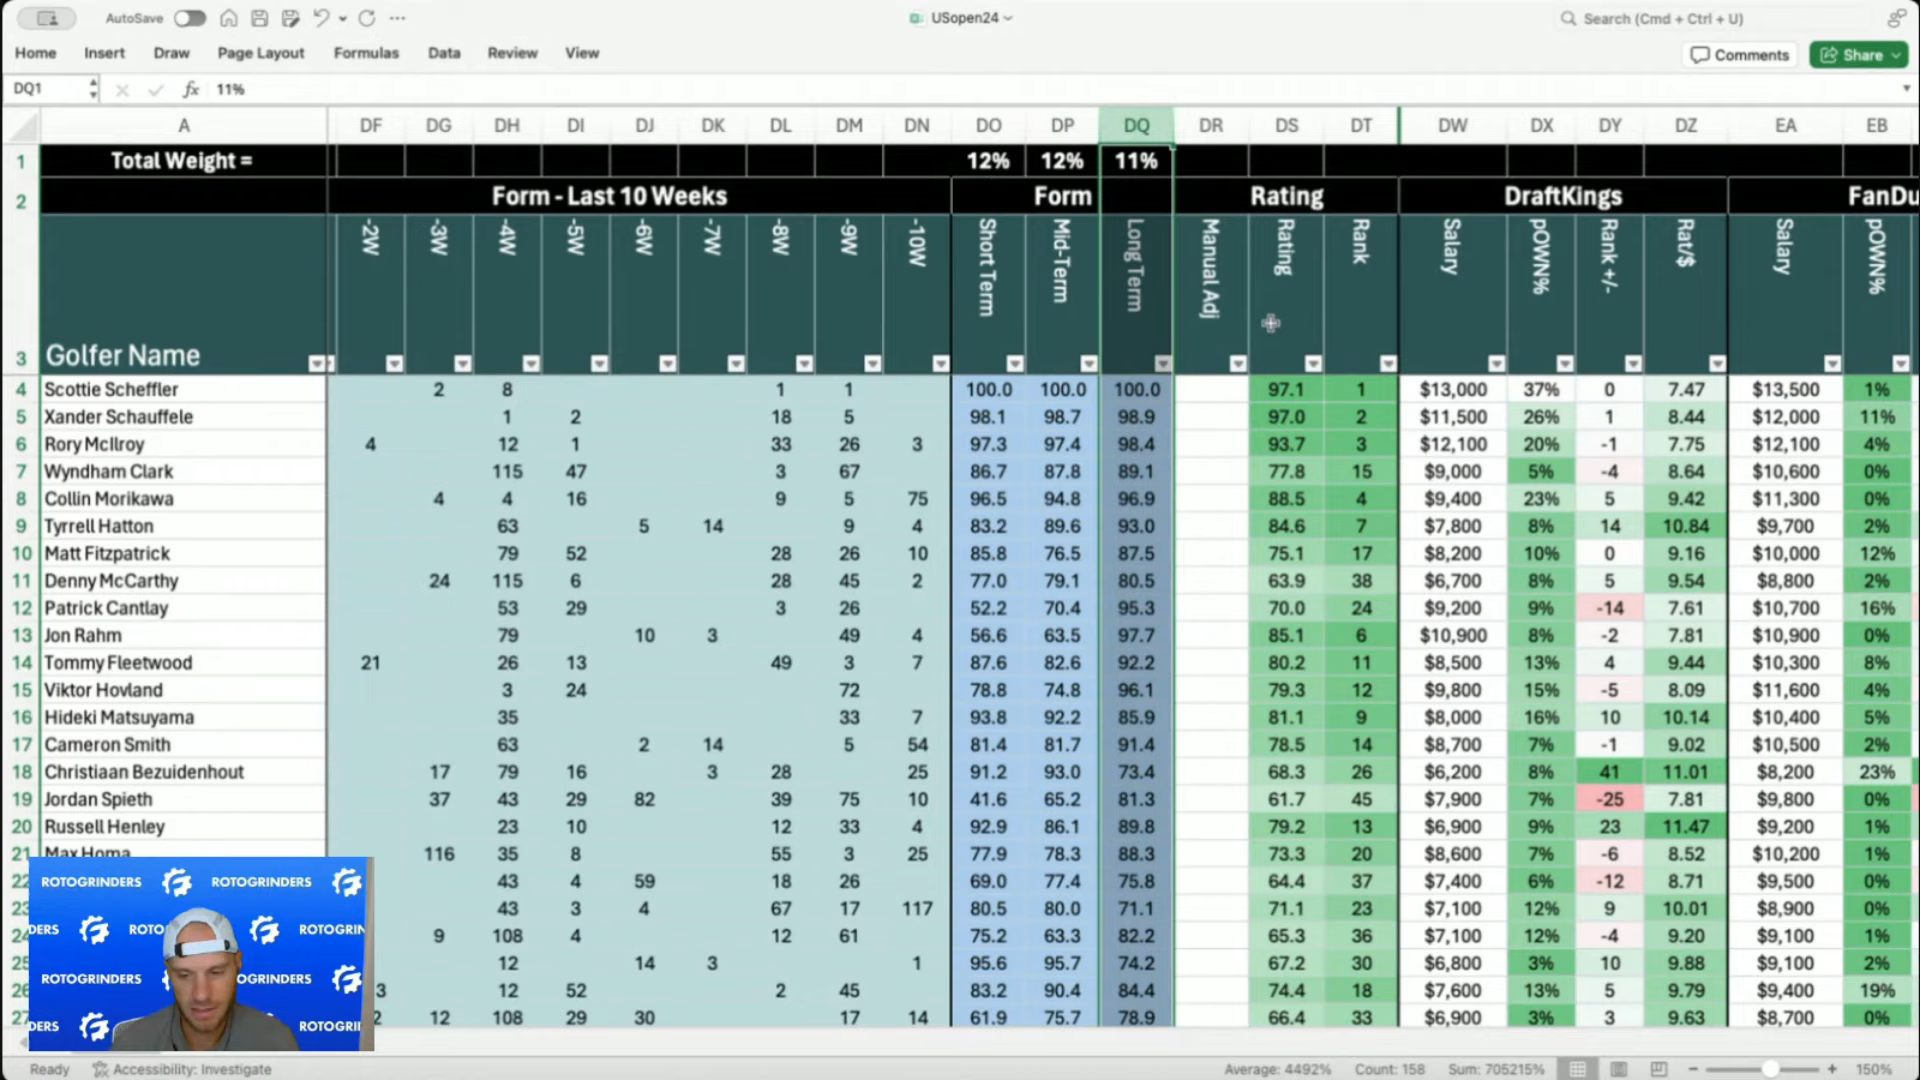 AutoSave
USopen24
Search (Cmd + Ctrl + U)
Home Insert Draw Page Layout Formulas Data Review View Comments Share
DQ1 fx 11%
A DF DG DH DI DJ DK DL DM DN DO DP DQ DR DS DT DW DX DY DZ EA EB
1 Total Weight = 12% 12% 11%
2 Form - Last 10 Weeks Form Rating DraftKings FanDu
3 Golfer Name -2W -3W -4W -5W -6W -7W -8W -9W -10W Short Term Mid-Term Long Term Manual Adj Rating Rank Salary pOWN% Rank +/- Rat/$ Salary pOWN%
4 Scottie Scheffler 2 8 1 1 100.0 100.0 100.0 97.1 1 $13,000 37% 0 7.47 $13,500 1%
5 Xander Schauffele 1 2 18 5 98.1 98.7 98.9 97.0 2 $11,500 26% 1 8.44 $12,000 11%
6 Rory McIlroy 4 12 1 33 26 3 97.3 97.4 98.4 93.7 3 $12,100 20% -1 7.75 $12,100 4%
7 Wyndham Clark 115 47 3 67 86.7 87.8 89.1 77.8 15 $9,000 5% -4 8.64 $10,600 0%
8 Collin Morikawa 4 4 16 9 5 75 96.5 94.8 96.9 88.5 4 $9,400 23% 5 9.42 $11,300 0%
9 Tyrrell Hatton 63 5 14 9 4 83.2 89.6 93.0 84.6 7 $7,800 8% 14 10.84 $9,700 2%
10 Matt Fitzpatrick 79 52 28 26 10 85.8 76.5 87.5 75.1 17 $8,200 10% 0 9.16 $10,000 12%
11 Denny McCarthy 24 115 6 28 45 2 77.0 79.1 80.5 63.9 38 $6,700 8% 5 9.54 $8,800 2%
12 Patrick Cantlay 53 29 3 26 52.2 70.4 95.3 70.0 24 $9,200 9% -14 7.61 $10,700 16%
13 Jon Rahm 79 10 3 49 4 56.6 63.5 97.7 85.1 6 $10,900 8% -2 7.81 $10,900 0%
14 Tommy Fleetwood 21 26 13 49 3 7 87.6 82.6 92.2 80.2 11 $8,500 13% 4 9.44 $10,300 8%
15 Viktor Hovland 3 24 72 78.8 74.8 96.1 79.3 12 $9,800 15% -5 8.09 $11,600 4%
16 Hideki Matsuyama 35 33 7 93.8 92.2 85.9 81.1 9 $8,000 16% 10 10.14 $10,400 5%
17 Cameron Smith 63 2 14 5 54 81.4 81.7 91.4 78.5 14 $8,700 7% -1 9.02 $10,500 2%
18 Christiaan Bezuidenhout 17 79 16 3 28 25 91.2 93.0 73.4 68.3 26 $6,200 8% 41 11.01 $8,200 23%
19 Jordan Spieth 37 43 29 82 39 75 10 41.6 65.2 81.3 61.7 45 $7,900 7% -25 7.81 $9,800 0%
20 Russell Henley 23 10 12 33 4 92.9 86.1 89.8 79.2 13 $6,900 9% 23 11.47 $9,200 1%
21 Max Homa 116 35 8 55 3 25 77.9 78.3 88.3 73.3 20 $8,600 7% -6 8.52 $10,200 1%
22 43 4 59 18 26 69.0 77.4 75.8 64.4 37 $7,400 6% -12 8.71 $9,500 0%
23 43 3 4 67 17 117 80.5 80.0 71.1 71.1 23 $7,100 12% 9 10.01 $8,900 0%
24 9 108 4 12 61 75.2 63.3 82.2 65.3 36 $7,100 12% -4 9.20 $9,100 1%
25 12 14 3 1 95.6 95.7 74.2 67.2 30 $6,800 3% 10 9.88 $9,100 2%
26 3 12 52 2 45 83.2 90.4 84.4 74.4 18 $7,600 13% 5 9.79 $9,400 19%
27 2 12 108 29 30 17 14 61.9 75.7 78.9 66.4 33 $6,900 3% 3 9.63 $8,700 0%
ROTOGRINDERS ROTOGRINDERS
DERS ROTO ROTOGRIN
ROTOGRINDERS OGRINDERS
DERS ROTOGRIN
Ready Accessibility: Investigate Average: 4492% Count: 158 Sum: 705215% 150%